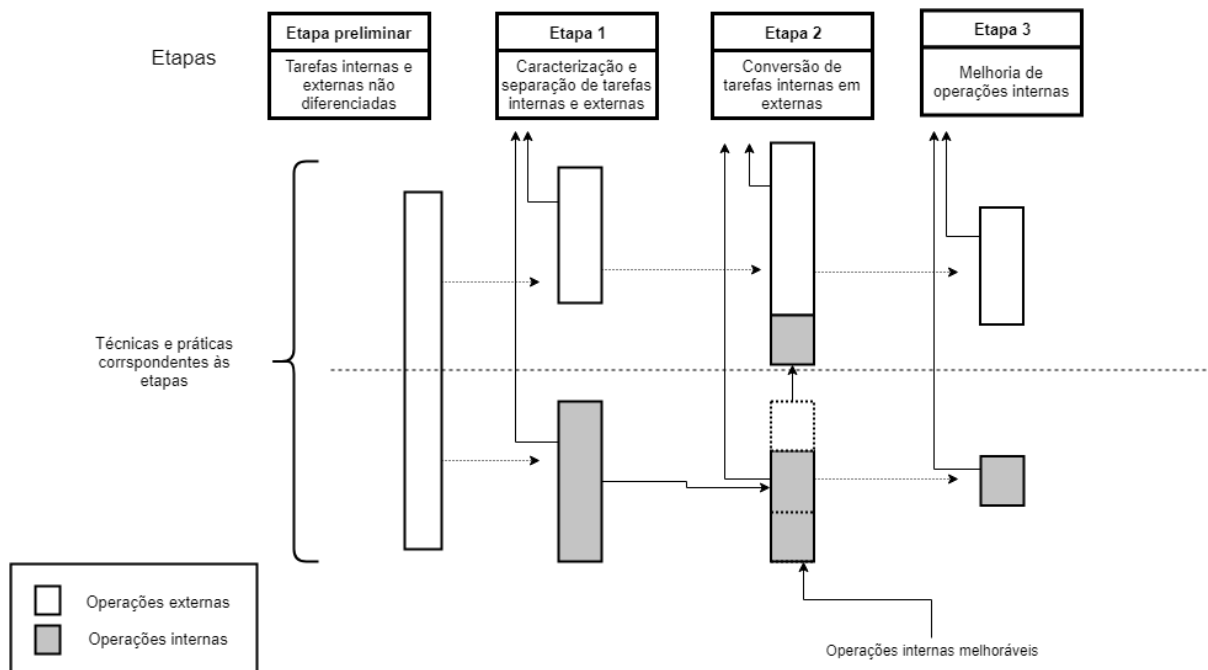 Etapas
Etapa preliminar
Tarefas internas e
externas não
diferenciadas
Etapa 1
Caracterização e
separação de tarefas
internas e externas
Etapa 2
Conversão de
tarefas internas em
externas
Etapa 3
Melhoria de
operações internas
Técnicas e práticas
corrspondentes às
etapas
Operações externas
Operações internas
Operações internas melhoráveis